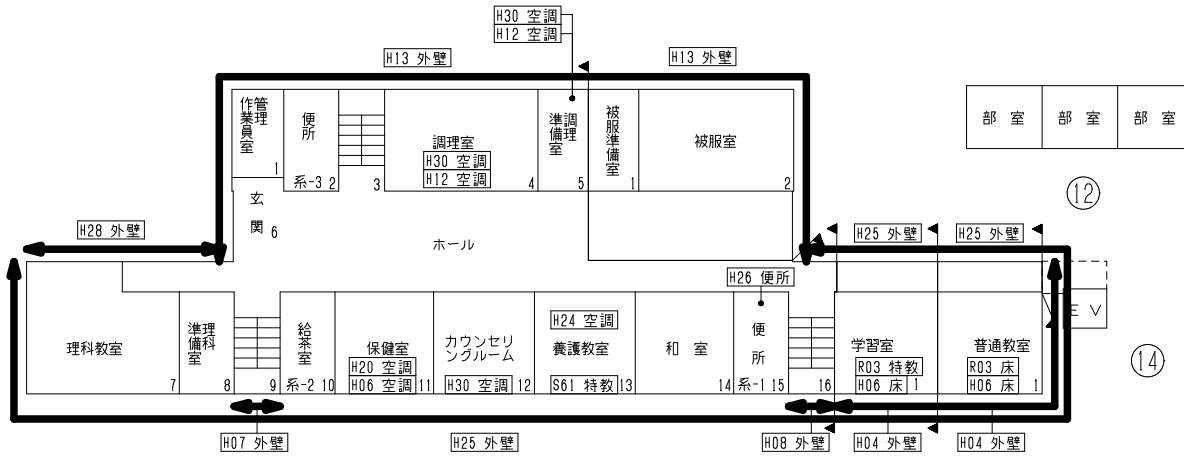 H30 空調
H12 空調
H13 外壁
H13 外壁
管理
作業員室
1
便所
系-3 2
3
調理室
H30 空調
H12 空調
4
調理
準備室
5
被服準備室
1
被服室
2
部 室
部 室
部 室
12
玄関 6
ホール
H28 外壁
H25 外壁
H25 外壁
H26 便所
E V
理科教室
7
理科
準備室
8
9
給茶室
系-2 10
保健室
H20 空調
H06 空調
11
カウンセリ
ングルーム
H30 空調
12
H24 空調
養護教室
S61 特教
13
和 室
14
便所
系-1 15
16
学習室
R03 特教
H06 床
1
普通教室
R03 床
H06 床
1
14
H07 外壁
H25 外壁
H08 外壁
H04 外壁
H04 外壁